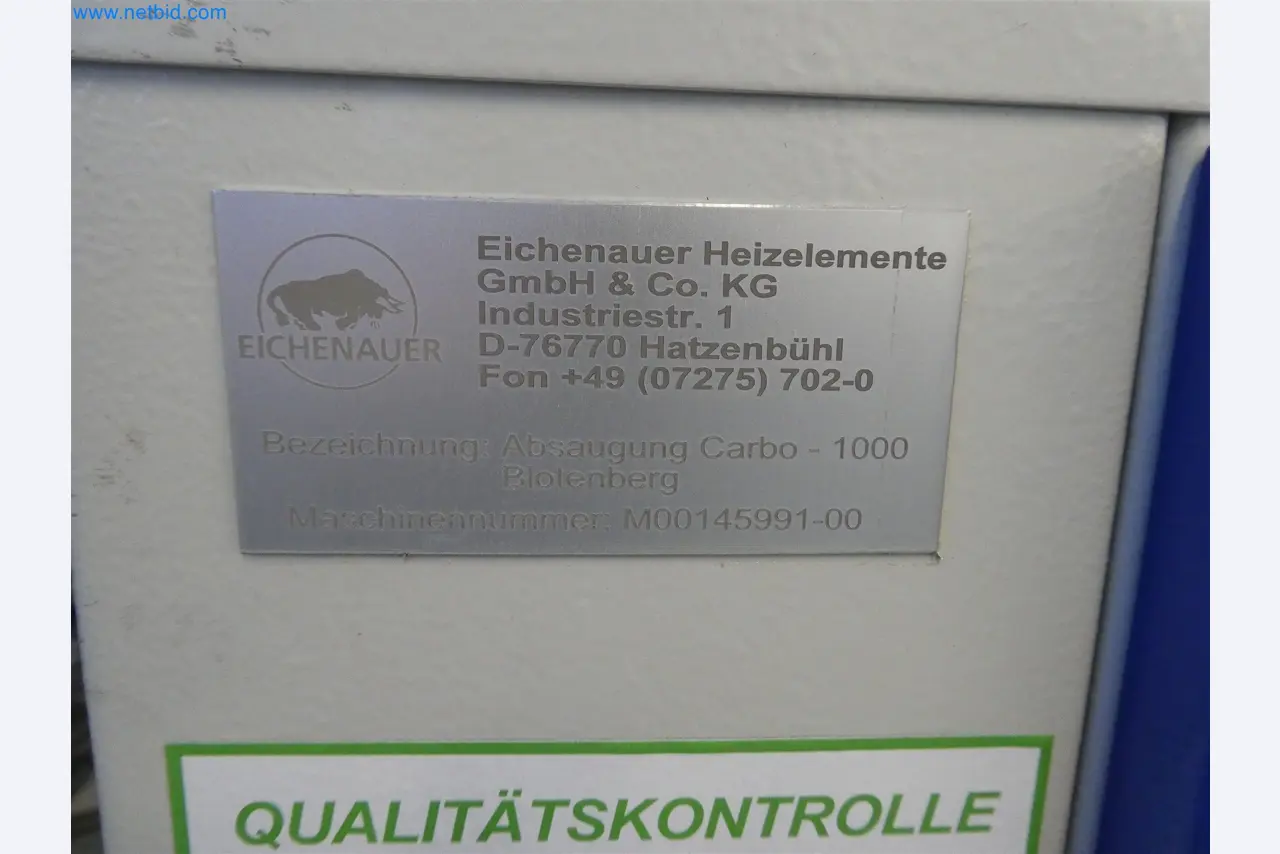 www.netbid.com
EICHENAUER
Eichenauer Heizelemente
GmbH & Co. KG
Industriestr. 1
D-76770 Hatzenbühl
Fon +49 (07275) 702-0
Bezeichnung: Absaugung Carbo - 1000
Blotenberg
Maschinennummer: M00145991-00
QUALITÄTSKONTROLLE